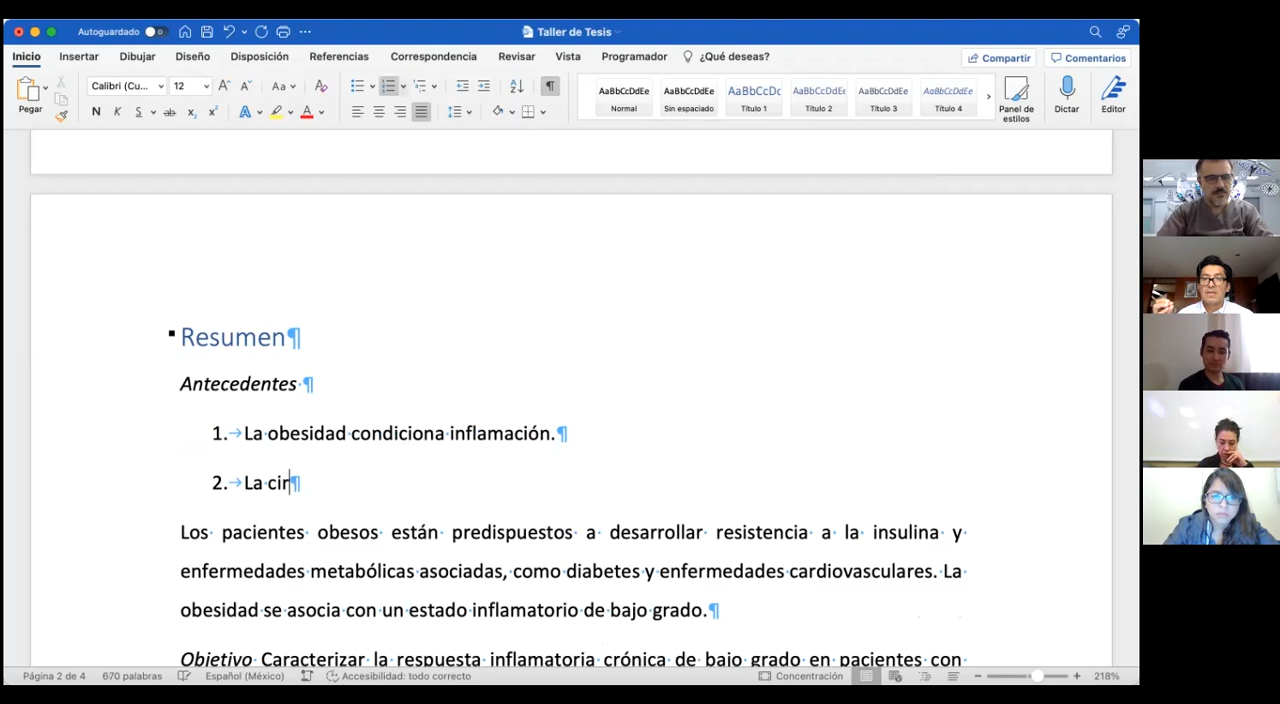 Autoguardado
Taller de Tesis
Inicio Insertar Dibujar Diseño Disposición Referencias Correspondencia Revisar Vista Programador ¿Qué deseas? Compartir Comentarios
Calibri (Cu... 12
Pegar
N K S ab x₂ x²
AaBbCcDdEe AaBbCcDdEe AaBbCcDc AaBbCcDdEe AaBbCcDdEe AaBbCcDdEe
Normal Sin espaciado Título 1 Título 2 Título 3 Título 4
Panel de estilos
Dictar
Editor
Resumen¶
Antecedentes ¶
1. La obesidad condiciona inflamación.¶
2. La cir¶
Los pacientes obesos están predispuestos a desarrollar resistencia a la insulina y
enfermedades metabólicas asociadas, como diabetes y enfermedades cardiovasculares. La
obesidad se asocia con un estado inflamatorio de bajo grado.¶
Objetivo Caracterizar la respuesta inflamatoria crónica de bajo grado en pacientes con
Página 2 de 4 670 palabras Español (México) Accesibilidad: todo correcto Concentración 218%